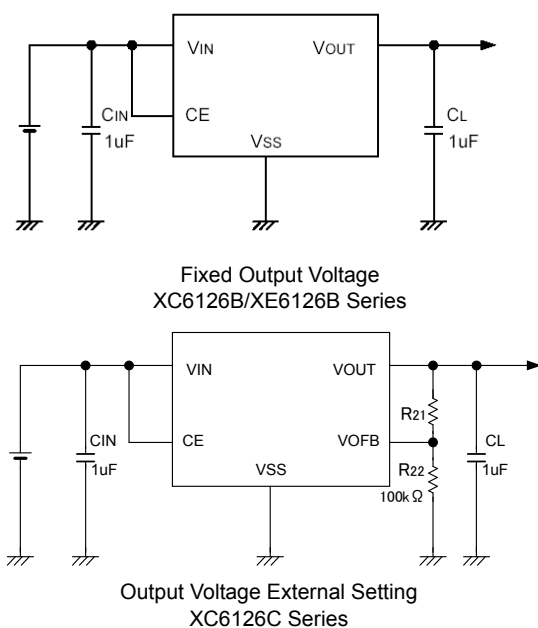 VIN
VOUT
CIN
1uF
CE
VSS
CL
1uF
Fixed Output Voltage
XC6126B/XE6126B Series
VIN
VOUT
R21
CIN
1uF
CE
VOFB
CL
1uF
VSS
R22
100kΩ
Output Voltage External Setting
XC6126C Series